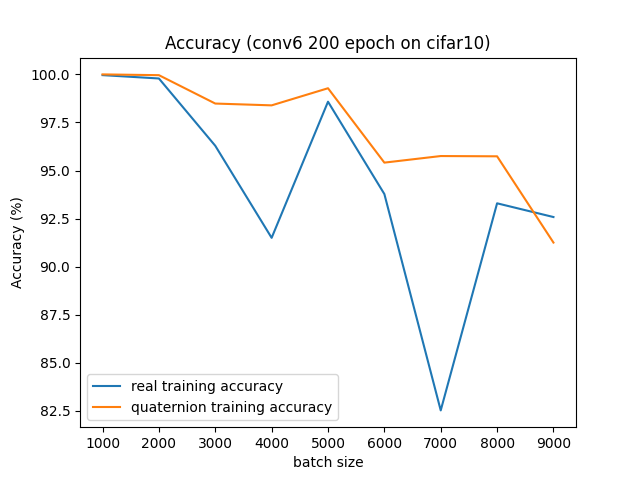 Accuracy (conv6 200 epoch on cifar10)
Accuracy (%)
100.0
97.5
95.0
92.5
90.0
87.5
85.0
82.5
real training accuracy
quaternion training accuracy
1000 2000 3000 4000 5000 6000 7000 8000 9000
batch size